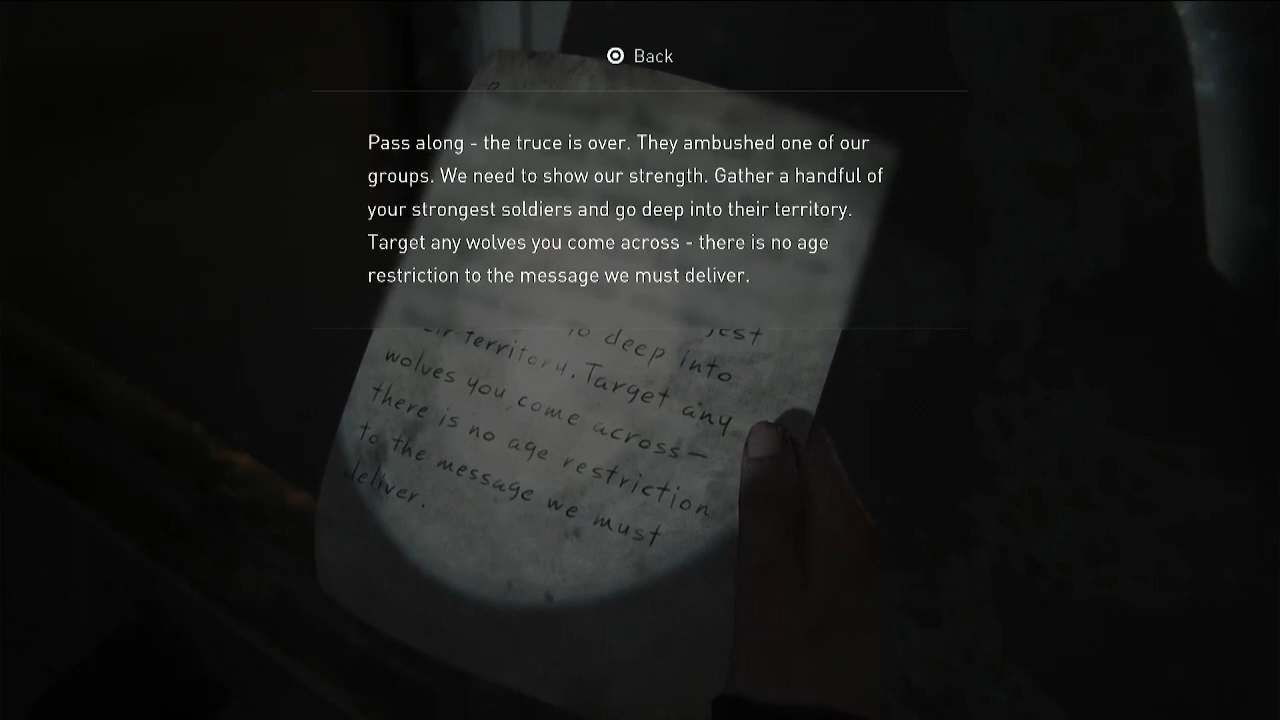 Back
Pass along - the truce is over. They ambushed one of our
groups. We need to show our strength. Gather a handful of
your strongest soldiers and go deep into their territory.
Target any wolves you come across - there is no age
restriction to the message we must deliver.
deep into
territory. Target any
wolves you come across—
there is no age restriction
to the message we must
deliver.